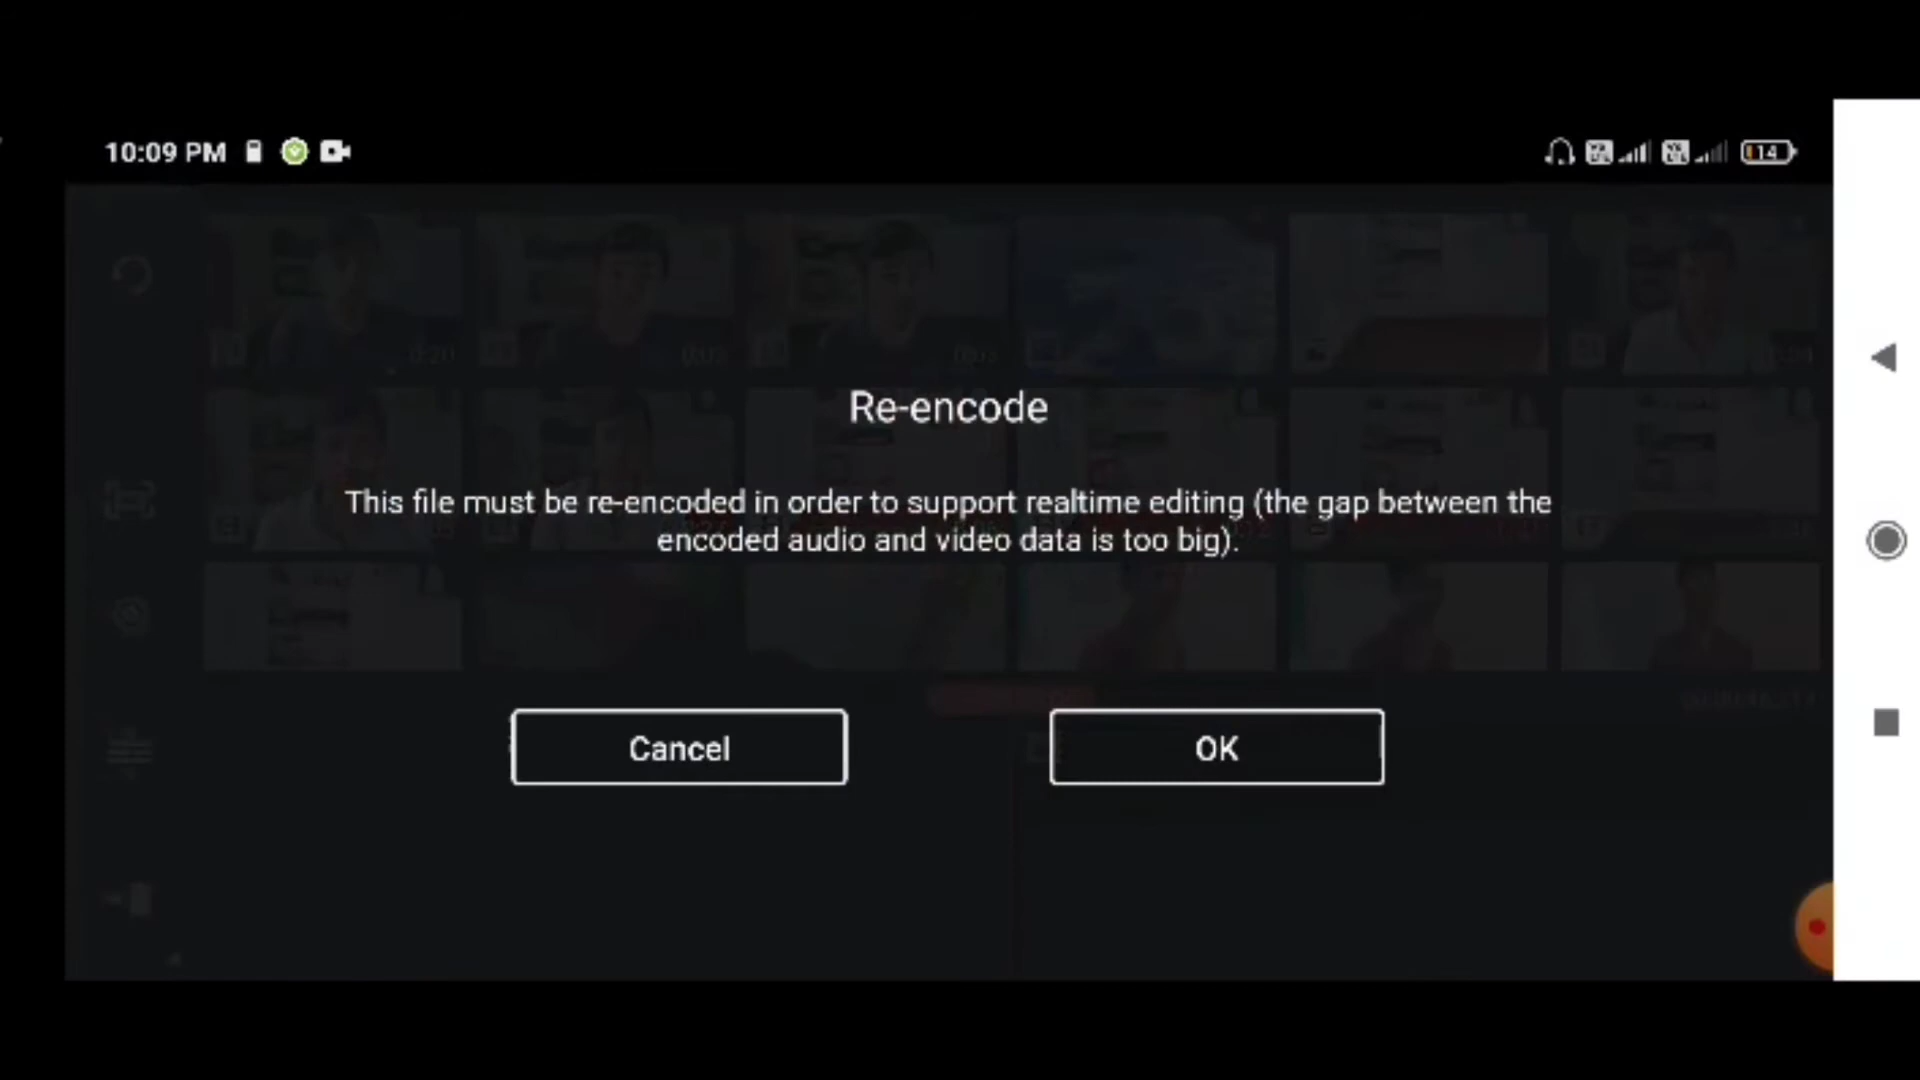 10:09 PM
14
Re-encode
This file must be re-encoded in order to support realtime editing (the gap between the
encoded audio and video data is too big).
Cancel
OK